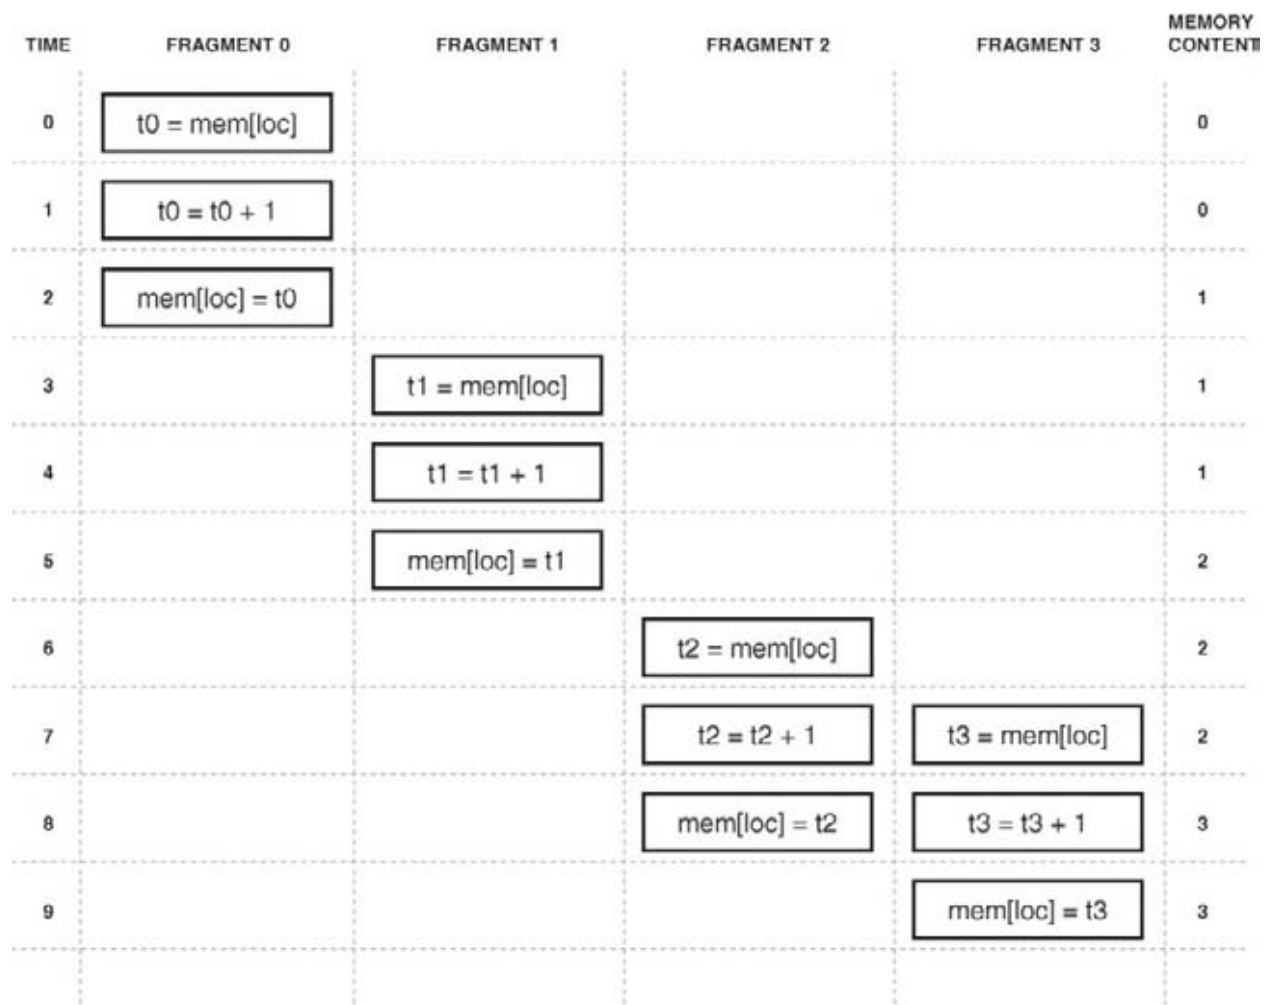 TIME FRAGMENT 0 FRAGMENT 1 FRAGMENT 2 FRAGMENT 3 MEMORY CONTENT
0 t0 = mem[loc] 0
1 t0 = t0 + 1 0
2 mem[loc] = t0 1
3 t1 = mem[loc] 1
4 t1 = t1 + 1 1
5 mem[loc] = t1 2
6 t2 = mem[loc] 2
7 t2 = t2 + 1 t3 = mem[loc] 2
8 mem[loc] = t2 t3 = t3 + 1 3
9 mem[loc] = t3 3